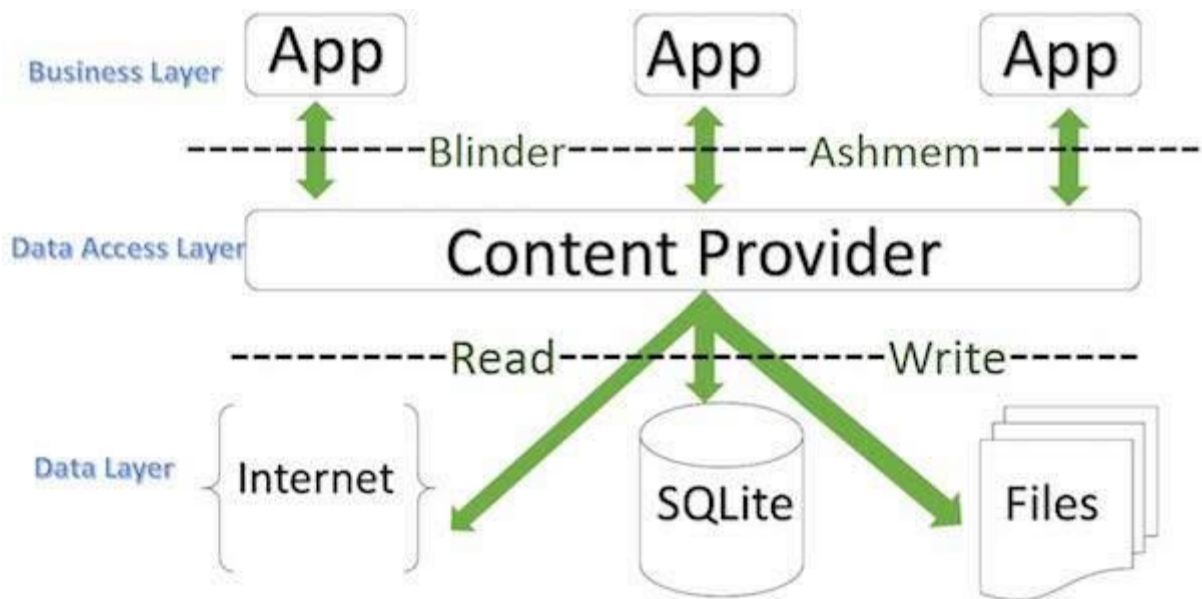 App App App
Business Layer
Blinder Ashmem
Data Access Layer Content Provider
Read Write
Data Layer Internet SQLite Files